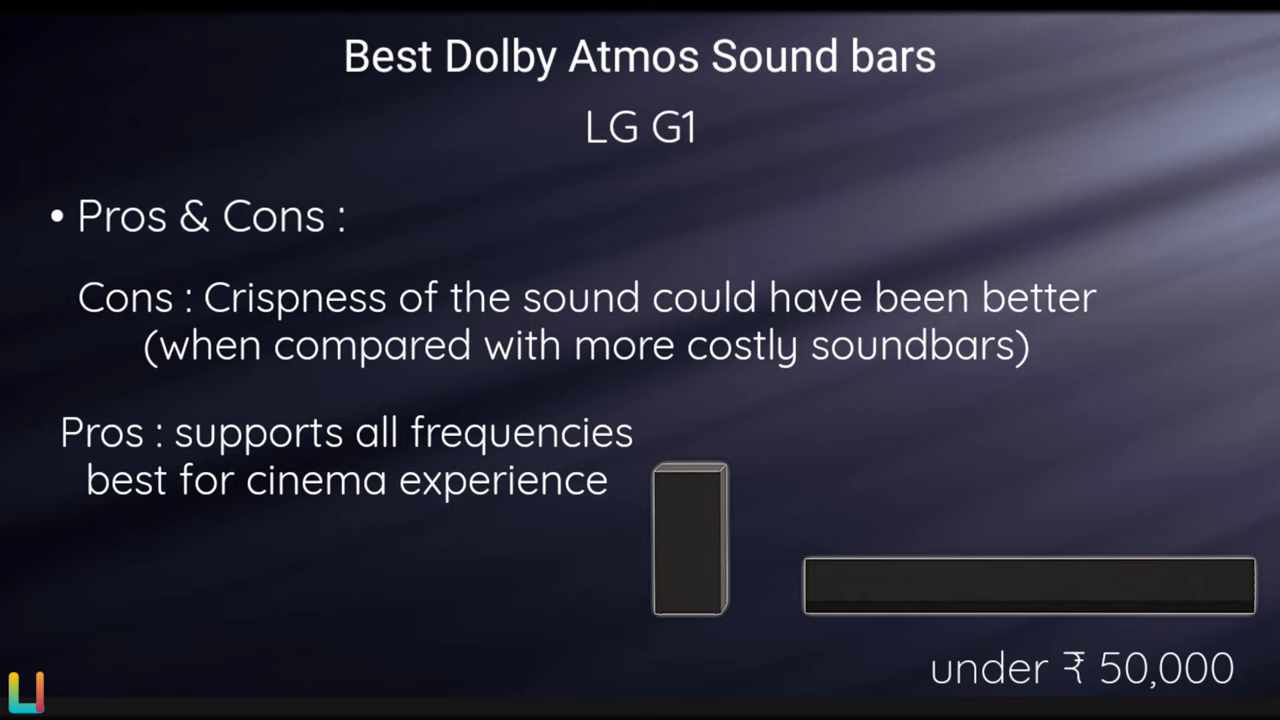 Best Dolby Atmos Sound bars
LG G1
• Pros & Cons :
Cons : Crispness of the sound could have been better
(when compared with more costly soundbars)
Pros : supports all frequencies
best for cinema experience
under ₹ 50,000